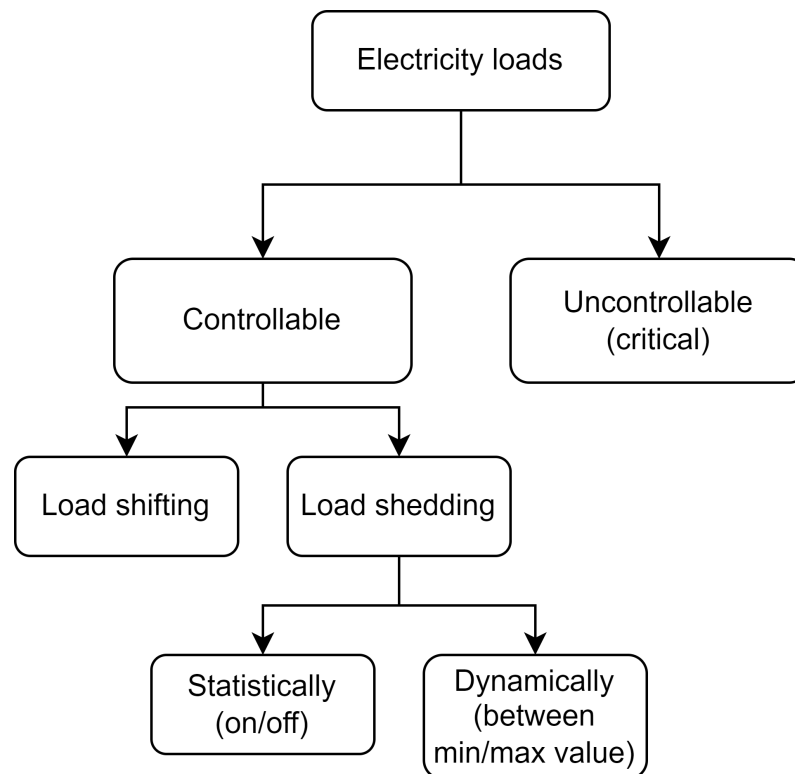 Electricity loads
Controllable
Uncontrollable
(critical)
Load shifting
Load shedding
Statistically
(on/off)
Dynamically
(between
min/max value)